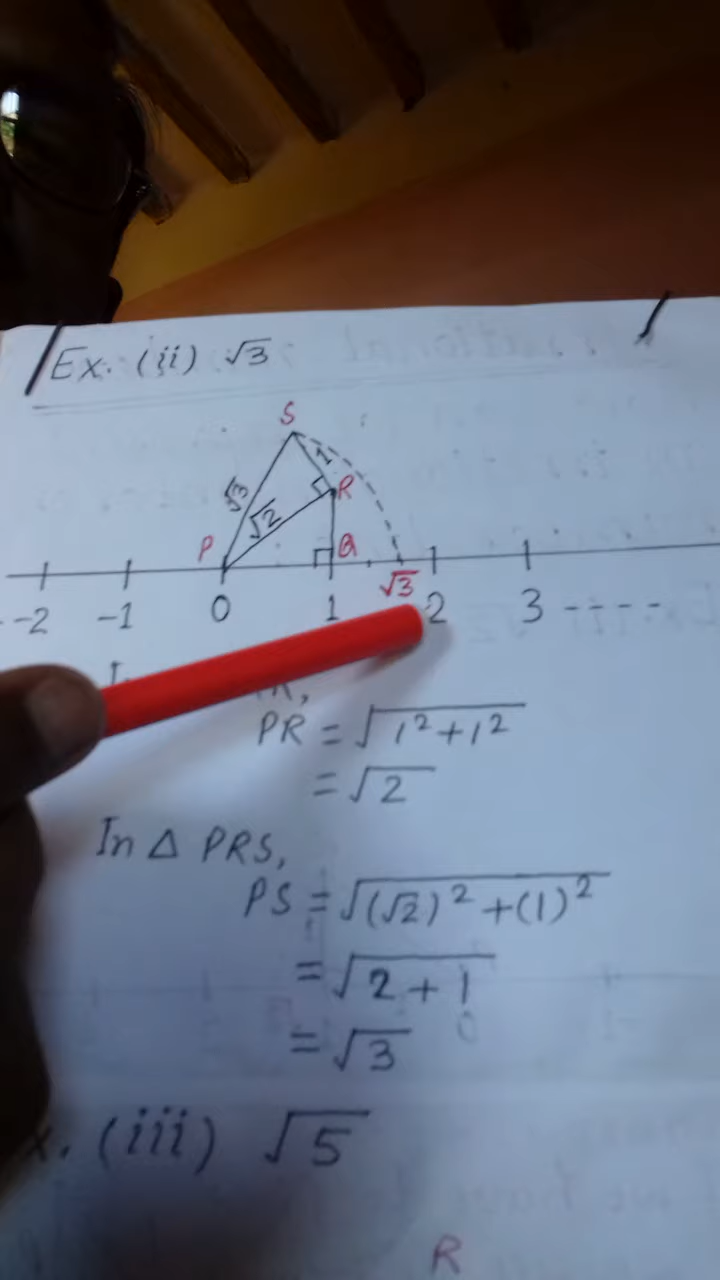 Ex. (ii) √3
S
√3
1
√2
R
P
Q
√3
-2 -1 0 1 2 3 ----
PR = √1²+1²
= √2
In Δ PRS,
PS = √(√2)²+(1)²
= √2+1
= √3
x. (iii) √5
R